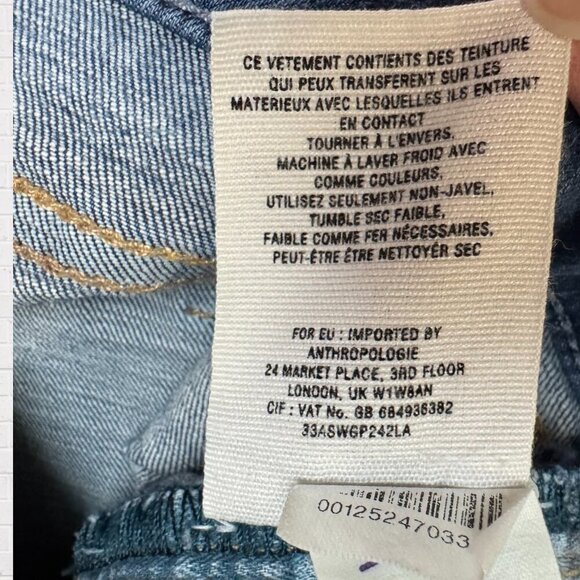 CE VETEMENT CONTIENTS DES TEINTURE
QUI PEUX TRANSFERENT SUR LES
MATERIEUX AVEC LESQUELLES ILS ENTRENT
EN CONTACT
TOURNER À L'ENVERS,
MACHINE À LAVER FROID AVEC
COMME COULEURS,
UTILISEZ SEULEMENT NON-JAVEL,
TUMBLE SEC FAIBLE,
FAIBLE COMME FER NÉCESSAIRES,
PEUT-ÊTRE ÊTRE NETTOYÉR SEC
FOR EU : IMPORTED BY
ANTHROPOLOGIE
24 MARKET PLACE, 3RD FLOOR
LONDON, UK W1W8AN
CIF : VAT No. GB 684936382
33ASWGP242LA
00125247033